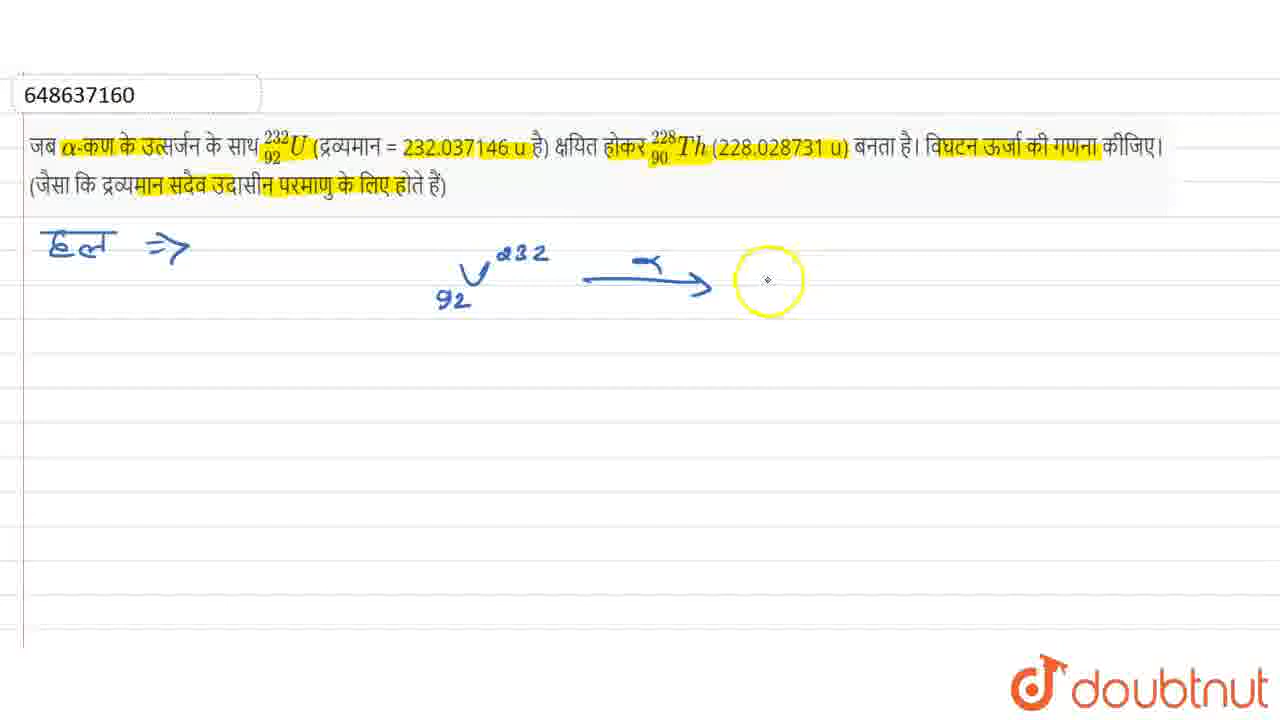 648637160
जब α-कण के उत्सर्जन के साथ ²³²₉₂U (द्रव्यमान = 232.037146 u है) क्षयित होकर ²²⁸₉₀Th (228.028731 u) बनता है। विघटन ऊर्जा की गणना कीजिए।
(जैसा कि द्रव्यमान सदैव उदासीन परमाणु के लिए होते हैं)
हल ⇒ ₉₂U²³² —α→
doubtnut